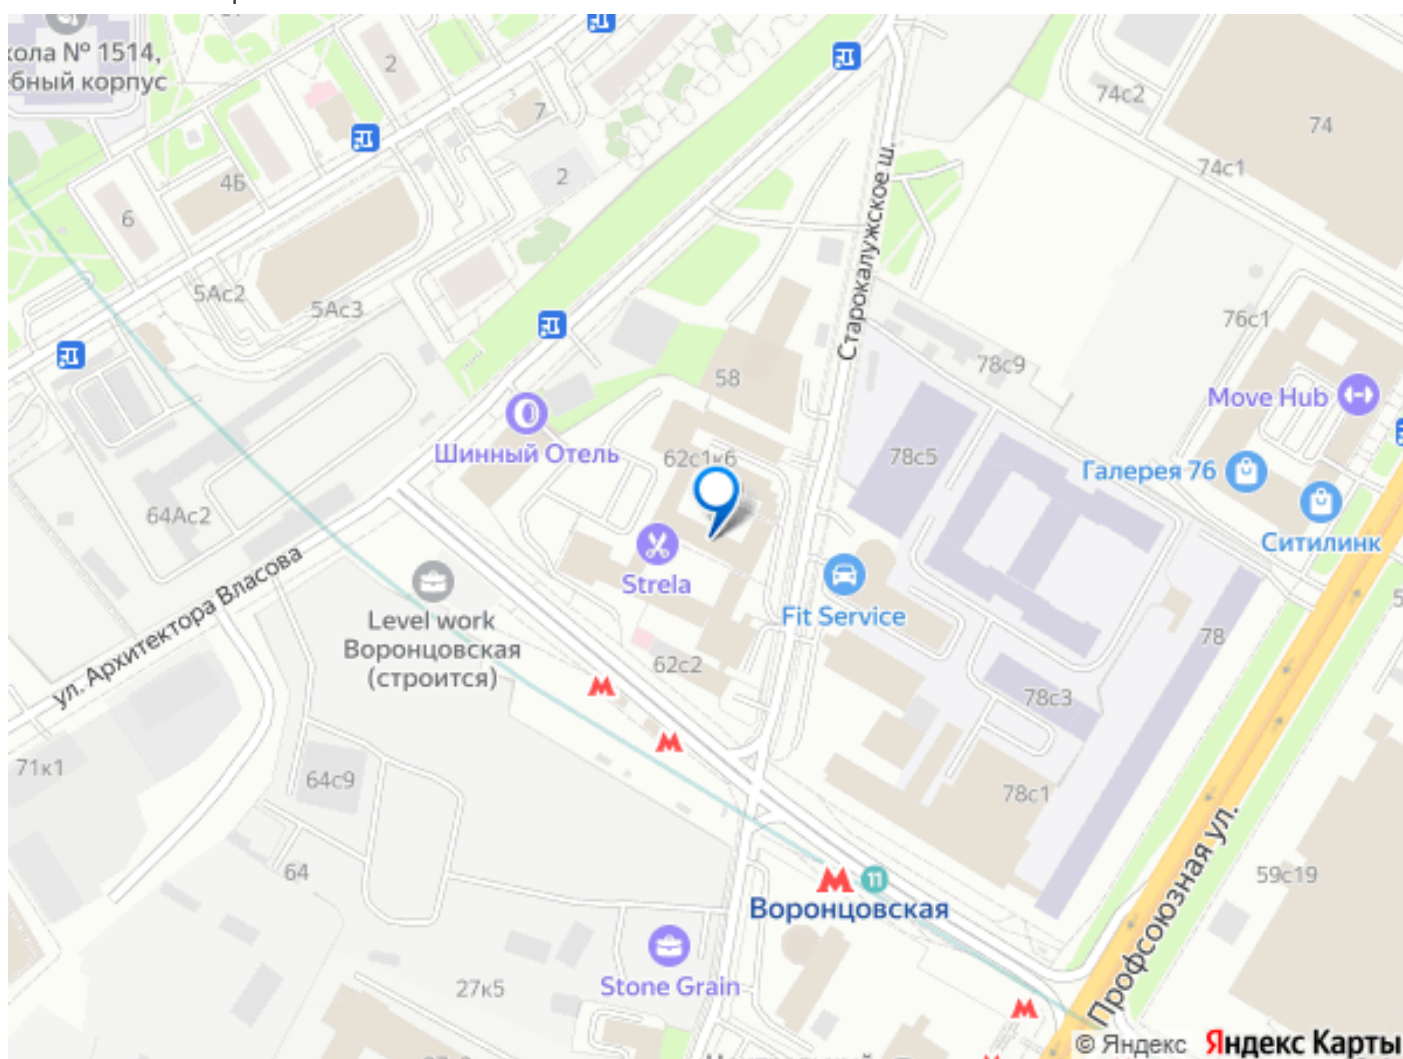 кола № 1514,
бный корпус
2
7
4Б
2
6
5Ас2
5Ас3
74с2
74
74с1
Старокалужское ш.
76с1
78с9
58
Move Hub
Шинный Отель
62с1к6
78с5
Галерея 76
64Ас2
Ситилинк
ул. Архитектора Власова
Strela
Fit Service
Level work
Воронцовская
(строится)
62с2
78
78с3
71к1
64с9
78с1
64
11
Воронцовская
Профсоюзная ул.
59с19
Stone Grain
27к5
© Яндекс Яндекс Карты